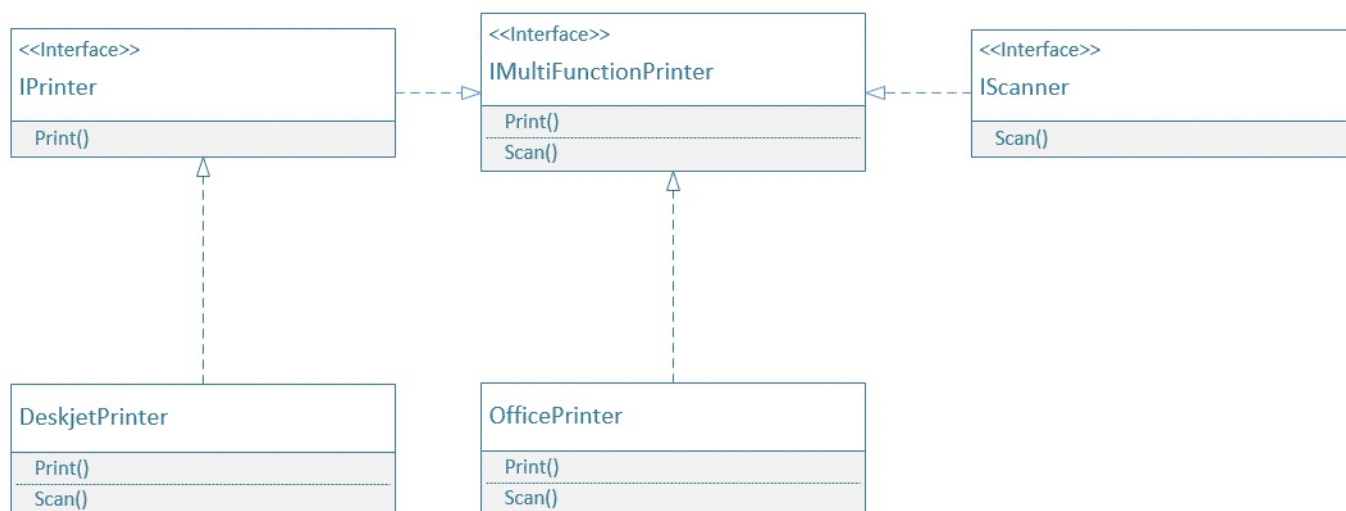 <<Interface>>
IPrinter
Print()
<<Interface>>
IMultiFunctionPrinter
Print()
Scan()
<<Interface>>
IScanner
Scan()
DeskjetPrinter
Print()
Scan()
OfficePrinter
Print()
Scan()